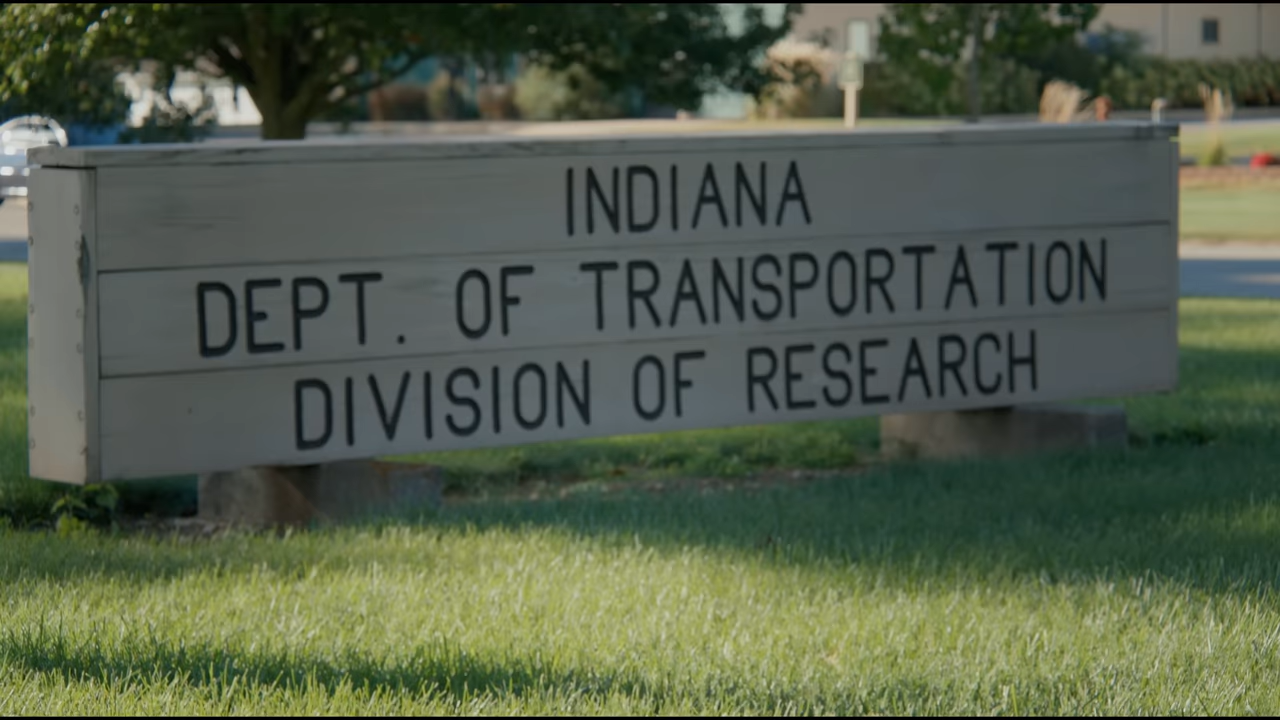 INDIANA
DEPT. OF TRANSPORTATION
DIVISION OF RESEARCH